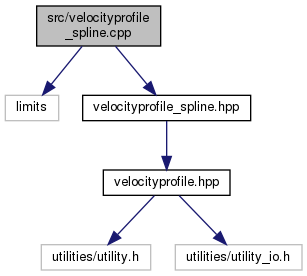 src/velocityprofile
_spline.cpp
limits
velocityprofile_spline.hpp
velocityprofile.hpp
utilities/utility.h
utilities/utility_io.h